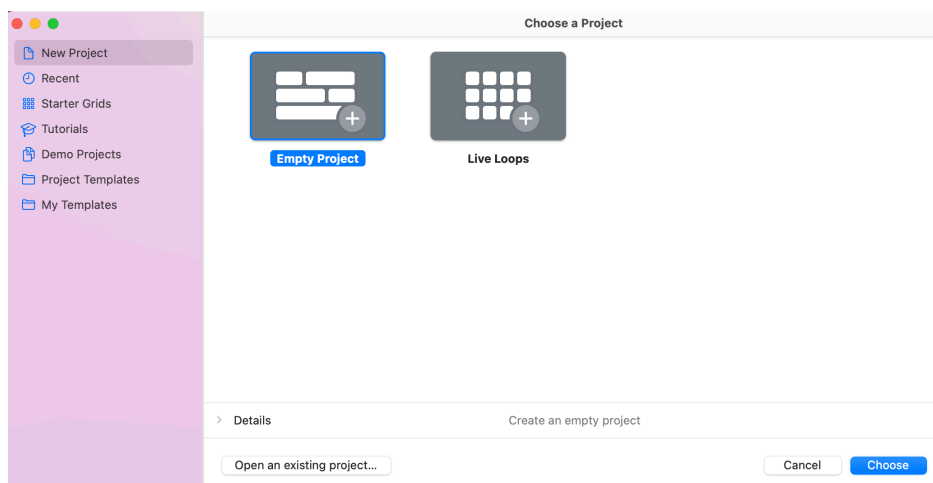 Choose a Project
New Project
Recent
Starter Grids
Tutorials
Demo Projects
Project Templates
My Templates
Empty Project
Live Loops
Details
Create an empty project
Open an existing project...
Cancel
Choose